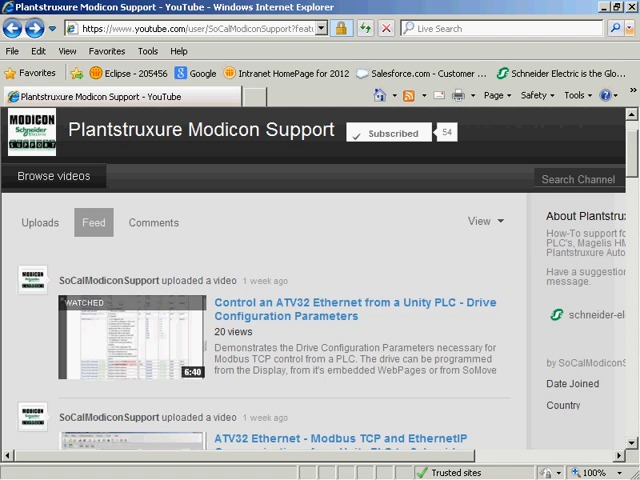 Plantstruxure Modicon Support - YouTube - Windows Internet Explorer
https://www.youtube.com/user/SoCalModiconSupport?feat
Live Search
File Edit View Favorites Tools Help
Favorites Eclipse - 205456 Google Intranet HomePage for 2012 Salesforce.com - Customer ... Schneider Electric is the Glo...
Plantstruxure Modicon Support - YouTube
Page Safety Tools
MODICON
Schneider
SUPPORT
Plantstruxure Modicon Support
Subscribed 54
Browse videos
Search Channel
Uploads Feed Comments
View
About Plantstrux
How-To support fo
PLC's, Magelis HM
Plantstruxure Auto
Have a suggestion
message.
schneider-el
by SoCalModiconS
Date Joined
Country
SoCalModiconSupport uploaded a video 1 week ago
WATCHED
6:40
Control an ATV32 Ethernet from a Unity PLC - Drive
Configuration Parameters
20 views
Demonstrates the Drive Configuration Parameters necessary for
Modbus TCP control from a PLC. The drive can be programmed
from the Display, from it's embedded WebPages or from SoMove
SoCalModiconSupport uploaded a video 1 week ago
ATV32 Ethernet - Modbus TCP and EthernetIP
Trusted sites
100%